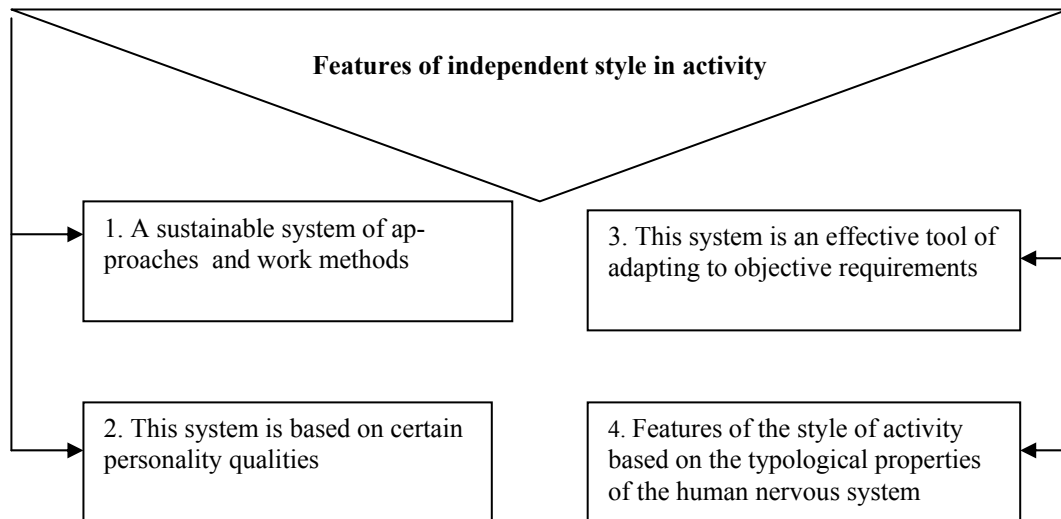 Features of independent style in activity
1. A sustainable system of ap-
proaches and work methods
2. This system is based on certain
personality qualities
3. This system is an effective tool of
adapting to objective requirements
4. Features of the style of activity
based on the typological properties
of the human nervous system